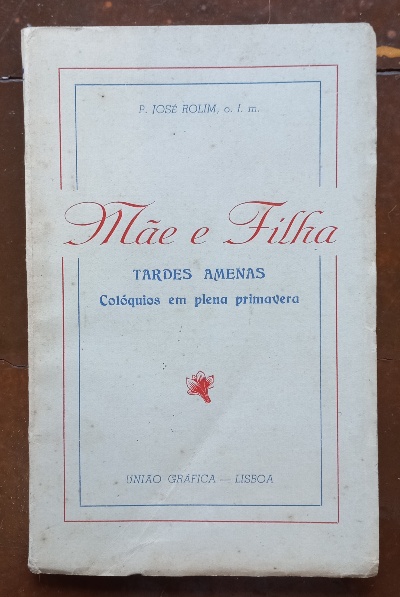 P. JOSÉ ROLIM, o. f. m.
Mãe e Filha
TARDES AMENAS
Colóquios em plena primavera
UNIÃO GRÁFICA — LISBOA